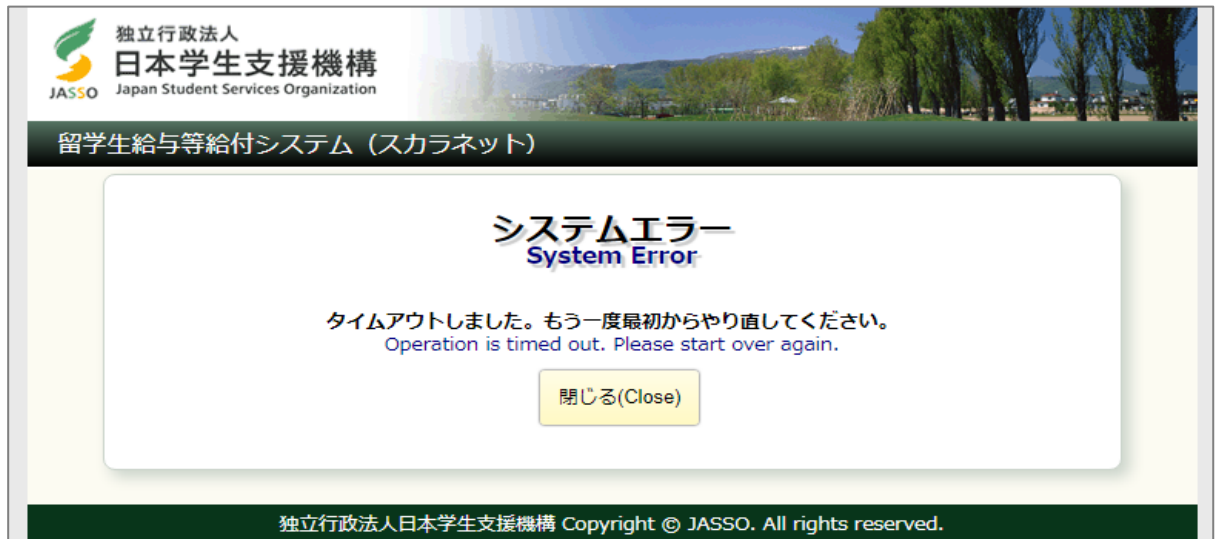 独立行政法人
日本学生支援機構
JASSO Japan Student Services Organization
留学生給与等給付システム（スカラネット）
システムエラー
System Error
タイムアウトしました。もう一度最初からやり直してください。
Operation is timed out. Please start over again.
閉じる(Close)
独立行政法人日本学生支援機構 Copyright © JASSO. All rights reserved.